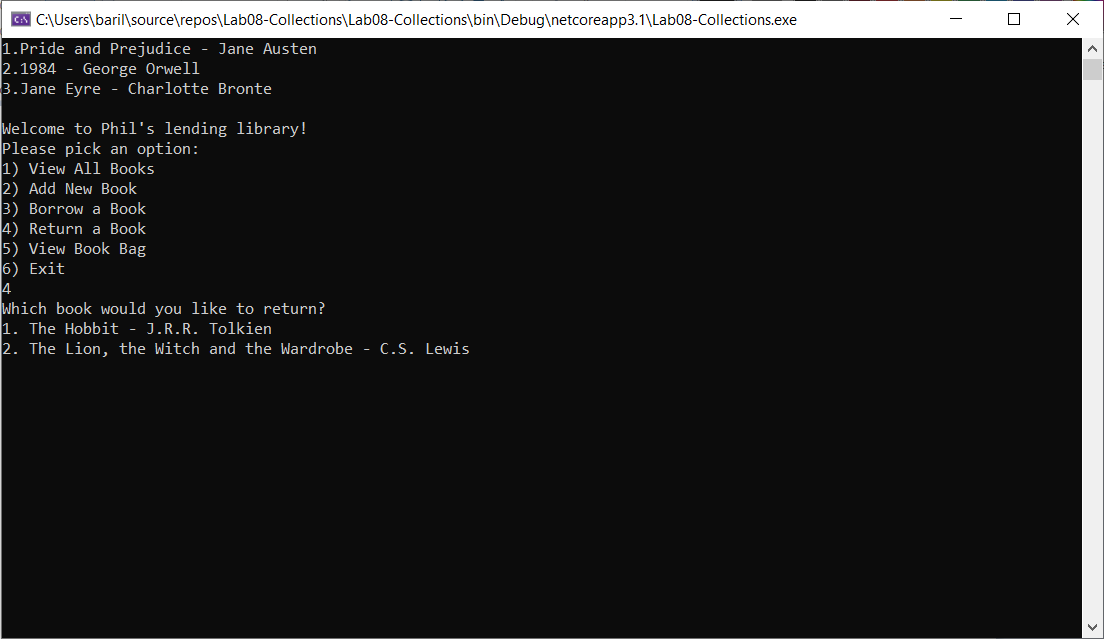 C:\Users\baril\source\repos\Lab08-Collections\Lab08-Collections\bin\Debug\netcoreapp3.1\Lab08-Collections.exe
1.Pride and Prejudice - Jane Austen
2.1984 - George Orwell
3.Jane Eyre - Charlotte Bronte
Welcome to Phil's lending library!
Please pick an option:
1) View All Books
2) Add New Book
3) Borrow a Book
4) Return a Book
5) View Book Bag
6) Exit
4
Which book would you like to return?
1. The Hobbit - J.R.R. Tolkien
2. The Lion, the Witch and the Wardrobe - C.S. Lewis